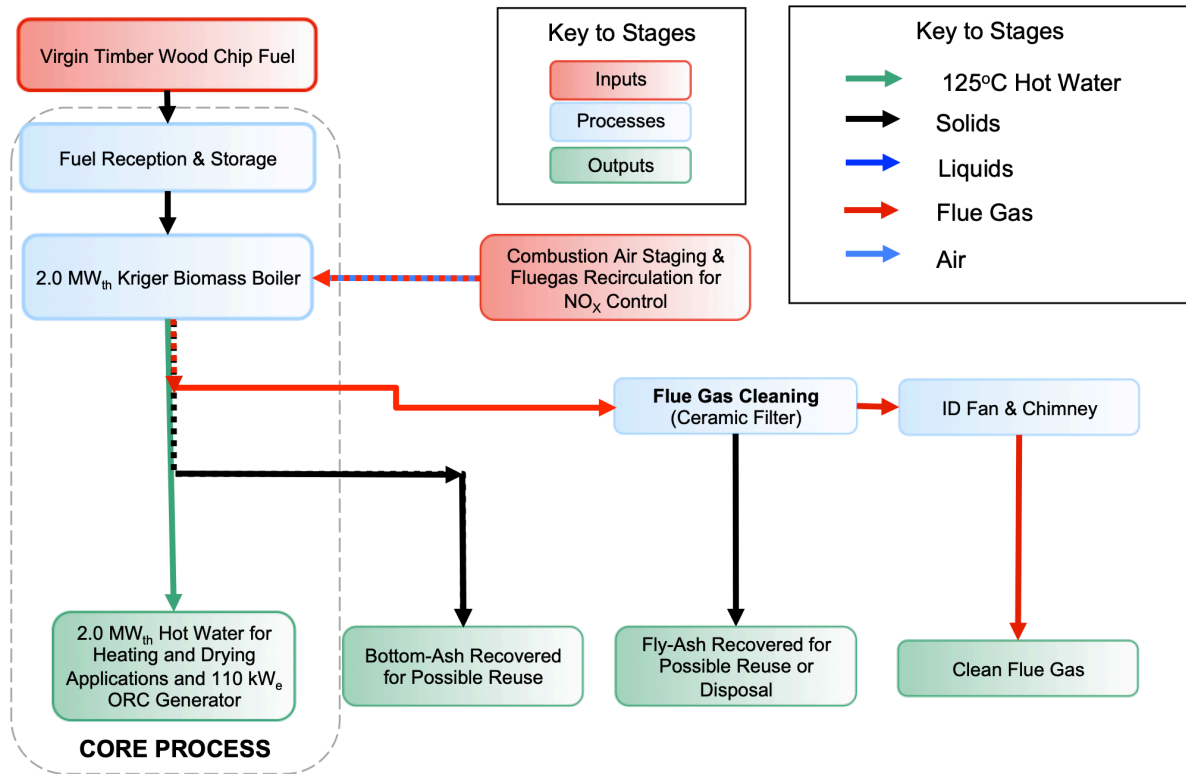 Virgin Timber Wood Chip Fuel
Fuel Reception & Storage
2.0 MWth Kriger Biomass Boiler
Combustion Air Staging &
Fluegas Recirculation for
NOX Control
Flue Gas Cleaning
(Ceramic Filter)
ID Fan & Chimney
2.0 MWth Hot Water for
Heating and Drying
Applications and 110 kWe
ORC Generator
Bottom-Ash Recovered
for Possible Reuse
Fly-Ash Recovered for
Possible Reuse or
Disposal
Clean Flue Gas
CORE PROCESS
Key to Stages
Inputs
Processes
Outputs
Key to Stages
125oC Hot Water
Solids
Liquids
Flue Gas
Air